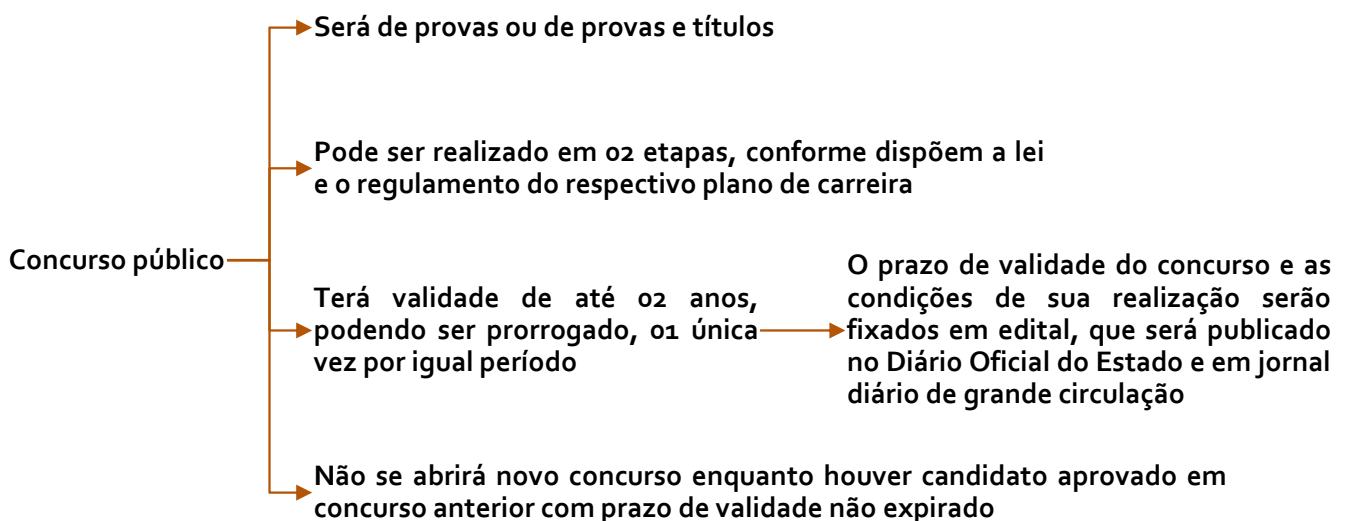 Será de provas ou de provas e títulos
Pode ser realizado em 02 etapas, conforme dispõem a lei
e o regulamento do respectivo plano de carreira
Concurso público
Terá validade de até 02 anos,
podendo ser prorrogado, 01 única
vez por igual período
O prazo de validade do concurso e as
condições de sua realização serão
fixados em edital, que será publicado
no Diário Oficial do Estado e em jornal
diário de grande circulação
Não se abrirá novo concurso enquanto houver candidato aprovado em
concurso anterior com prazo de validade não expirado